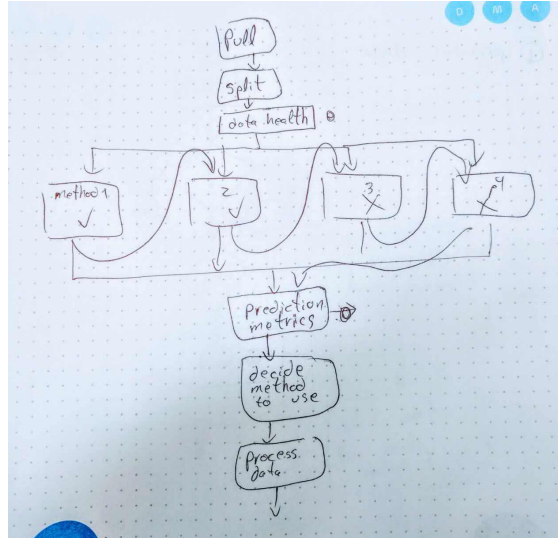 D M A
Pull
split
data health
method 1
2
3
4
prediction
metrics
decide
method
to use
process
data